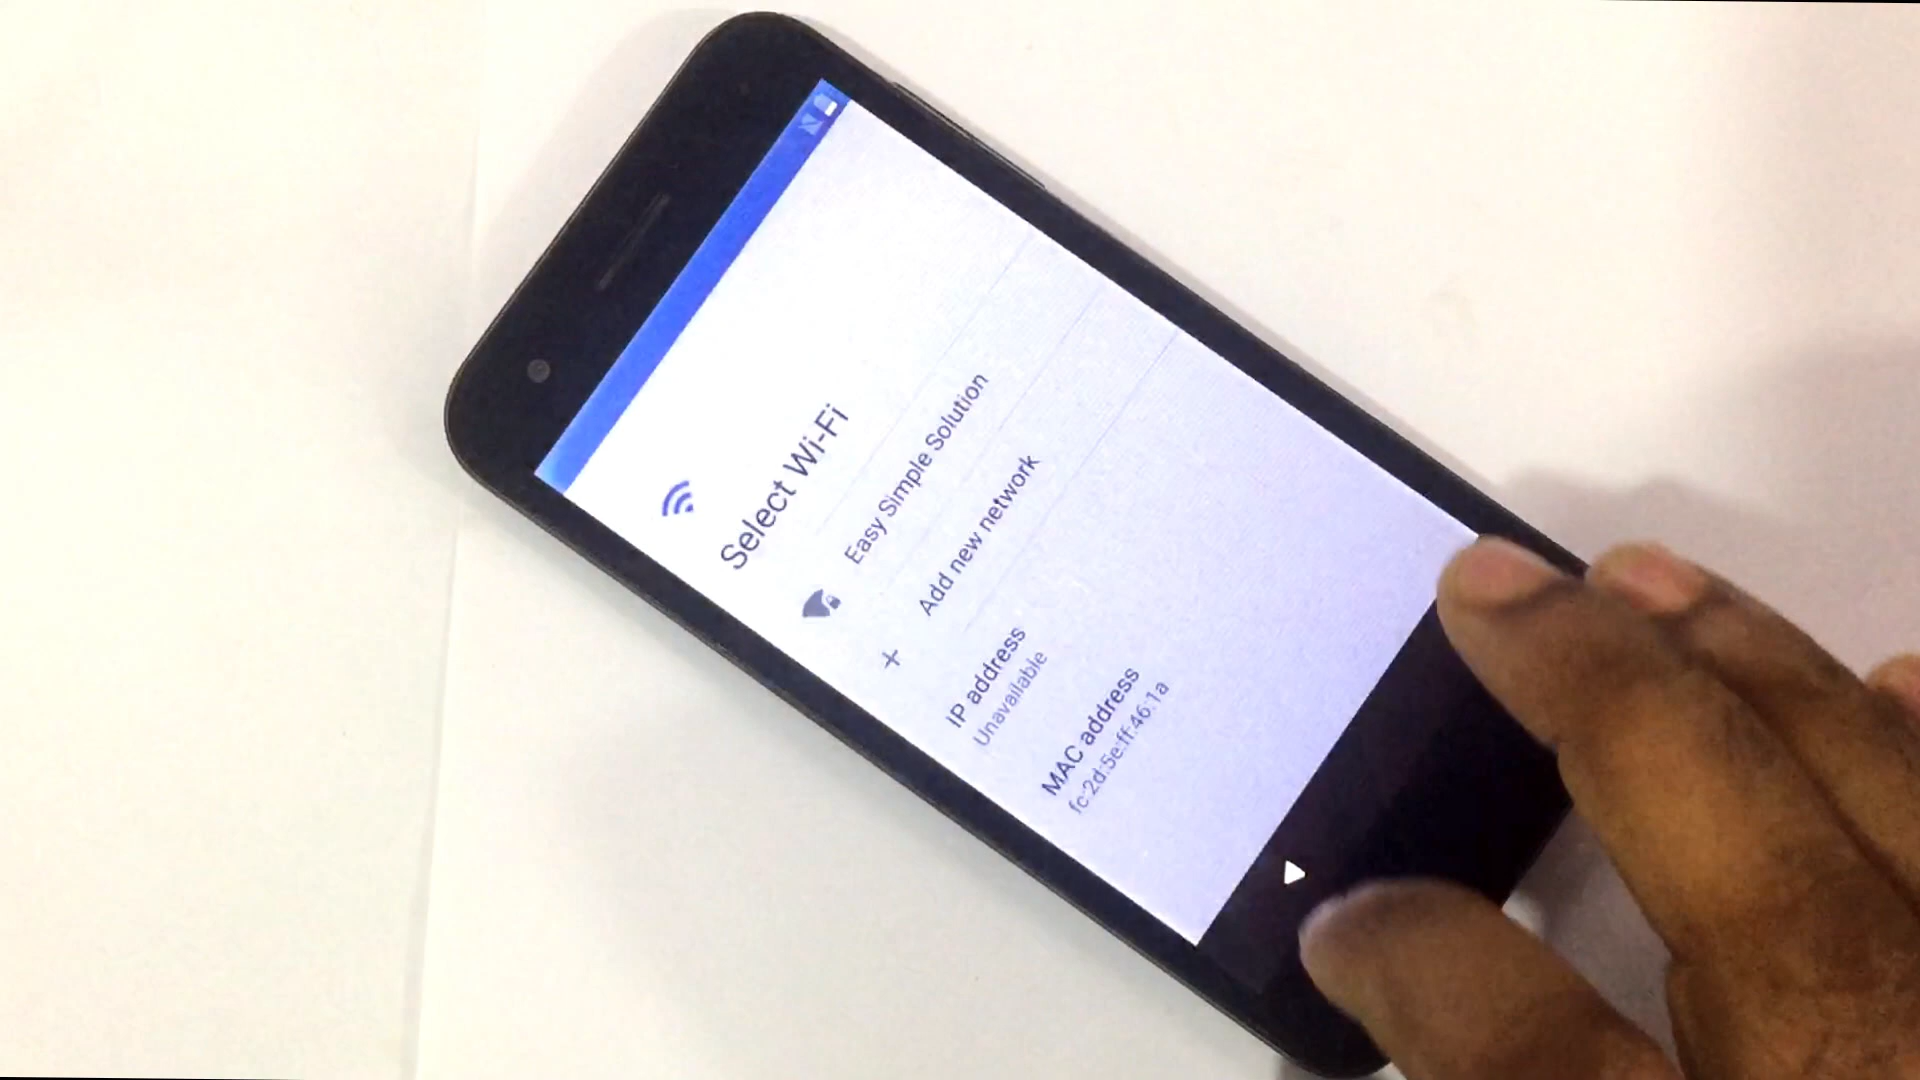 Select Wi-Fi
Easy Simple Solution
Add new network
IP address
Unavailable
MAC address
fc:2d:5e:ff:46:1a